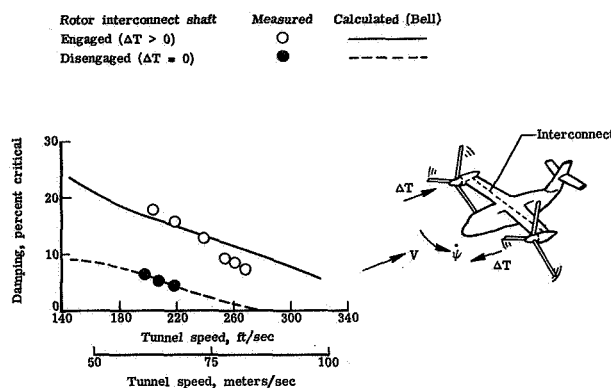 Rotor interconnect shaft Measured Calculated (Bell)
Engaged (ΔT > 0)
Disengaged (ΔT = 0)
30
20
10
0
Damping, percent critical
140 180 220 260 300 340
Tunnel speed, ft/sec
50 75 100
Tunnel speed, meters/sec
Interconnect
ΔT
V
ψ̇
ΔT